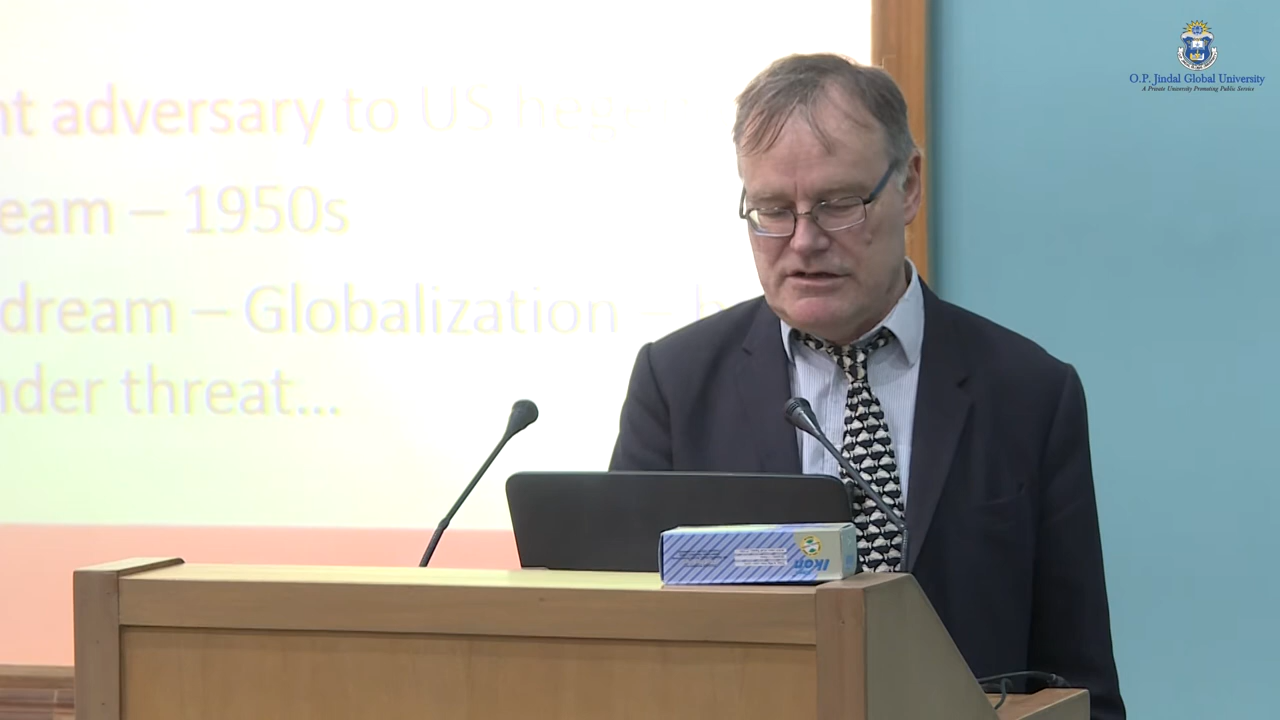 nt adversary to US heg
eam – 1950s
dream – Globalization –
nder threat...
O.P. Jindal Global University
A Private University Promoting Public Service
Ikon